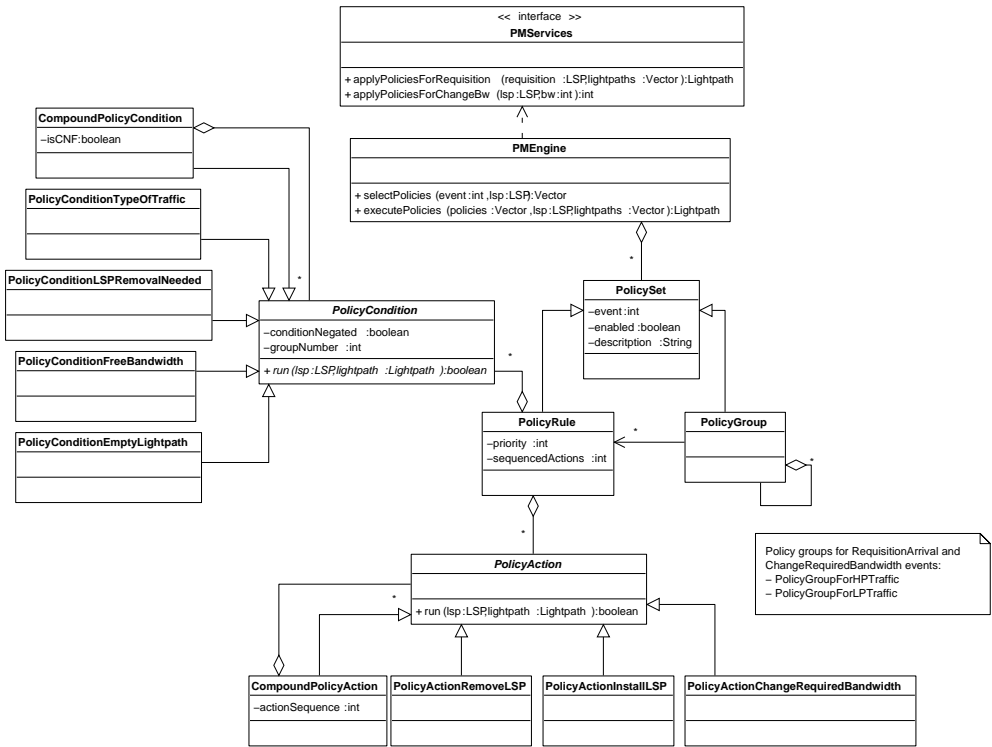 << interface >>
PMServices
+ applyPoliciesForRequisition (requisition :LSP,lightpaths :Vector ):Lightpath
+ applyPoliciesForChangeBw (lsp:LSP,bw:int ):int
CompoundPolicyCondition
–isCNF:boolean
PMEngine
+ selectPolicies (event:int ,lsp:LSP):Vector
+ executePolicies (policies :Vector ,lsp:LSP,lightpaths :Vector ):Lightpath
PolicyConditionTypeOfTraffic
*
*
PolicyConditionLSPRemovalNeeded
PolicySet
–event:int
–enabled :boolean
–descritption :String
PolicyCondition
–conditionNegated :boolean
–groupNumber :int
+ run (lsp:LSP,lightpath :Lightpath ):boolean
*
PolicyConditionFreeBandwidth
PolicyRule
–priority :int
–sequencedActions :int
*
PolicyGroup
*
PolicyConditionEmptyLightpath
*
Policy groups for RequisitionArrival and
ChangeRequiredBandwidth events:
– PolicyGroupForHPTraffic
– PolicyGroupForLPTraffic
PolicyAction
*
+ run (lsp:LSP,lightpath :Lightpath ):boolean
CompoundPolicyAction
–actionSequence :int
PolicyActionRemoveLSP
PolicyActionInstallLSP
PolicyActionChangeRequiredBandwidth